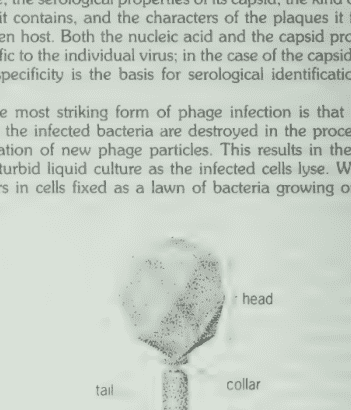 the serological properties of its capsid, the kind
it contains, and the characters of the plaques it
en host. Both the nucleic acid and the capsid pro
fic to the individual virus; in the case of the capsid
specificity is the basis for serological identificatio
e most striking form of phage infection is that
the infected bacteria are destroyed in the proce
ation of new phage particles. This results in the
turbid liquid culture as the infected cells lyse. W
rs in cells fixed as a lawn of bacteria growing o
head
tail
collar